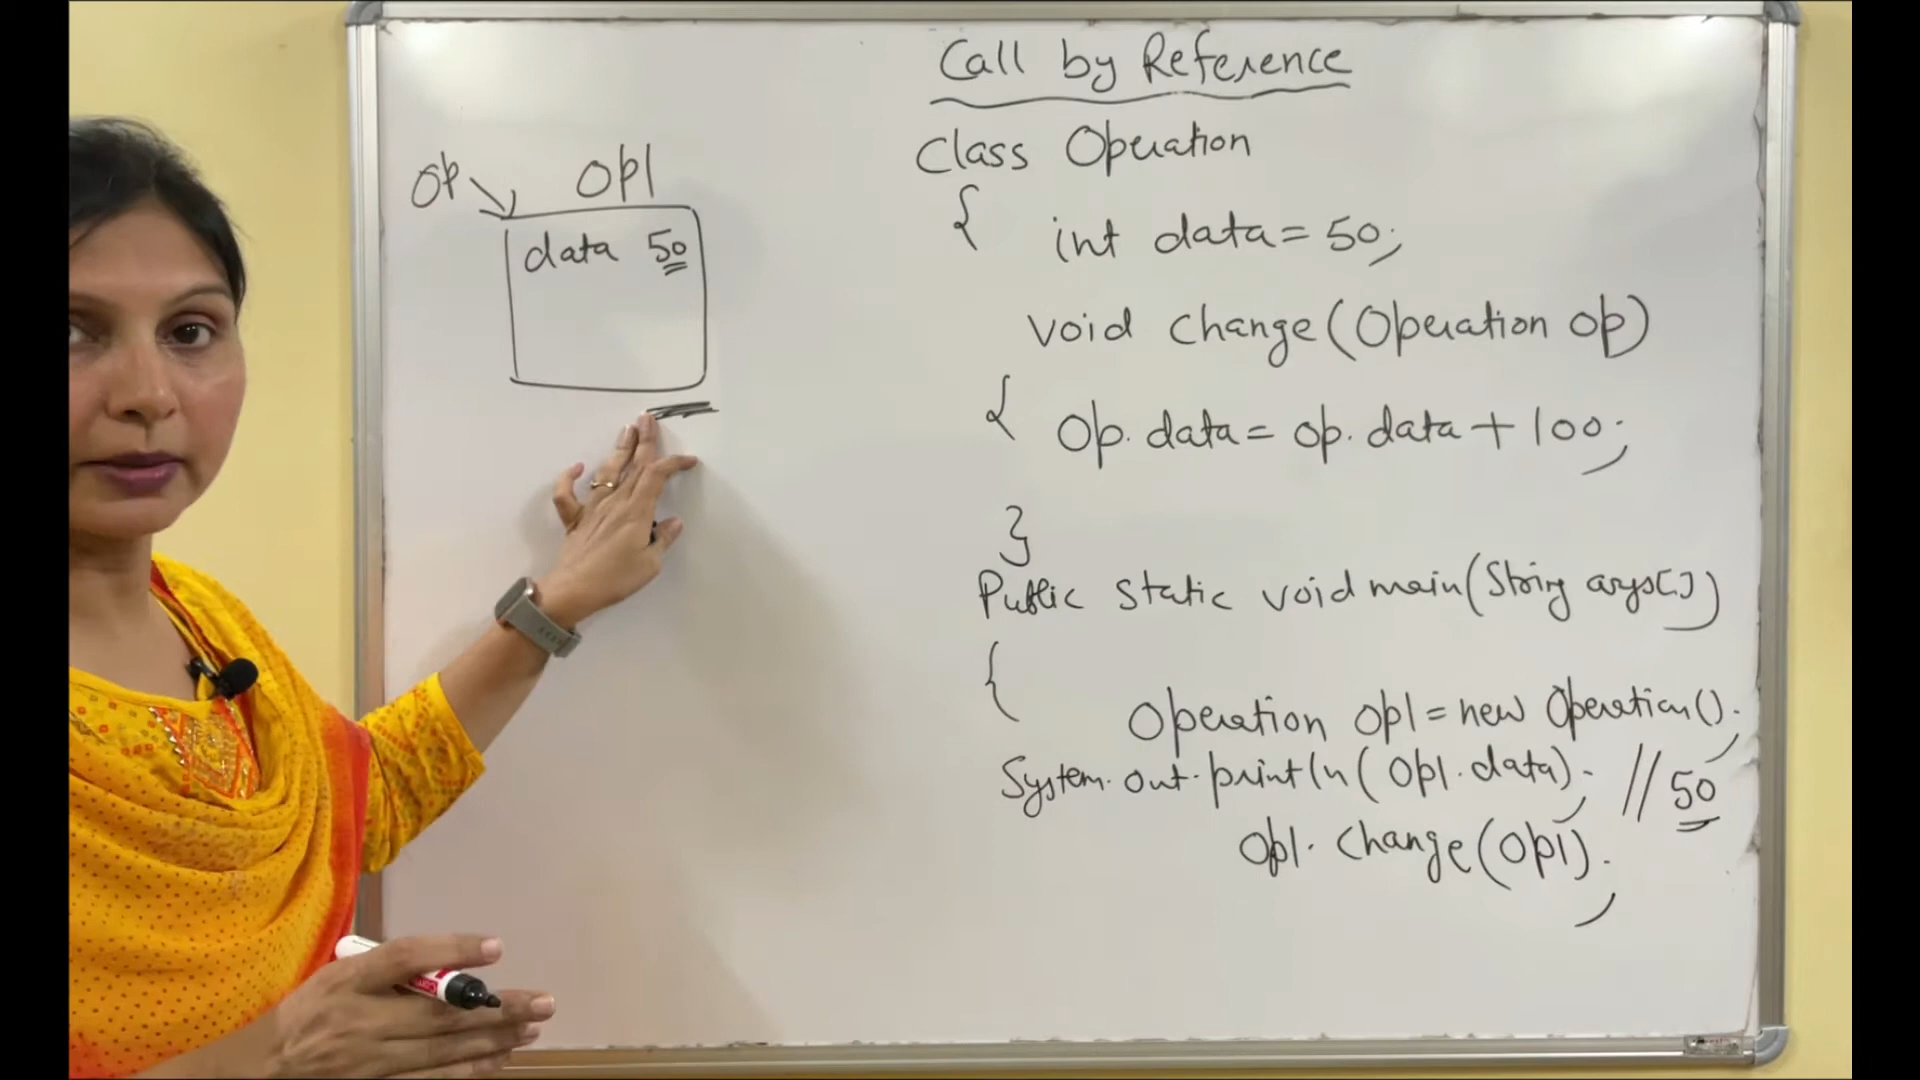 Call by Reference
Class Operation
{
int data = 50;
void change(Operation op)
{ Op.data = op.data + 100;
}
Public static void main(String args[])
{
Operation op1 = new Operation();
System.out.println(Op1.data); // 50
Op1.change(Op1);
Op Op1
data 50